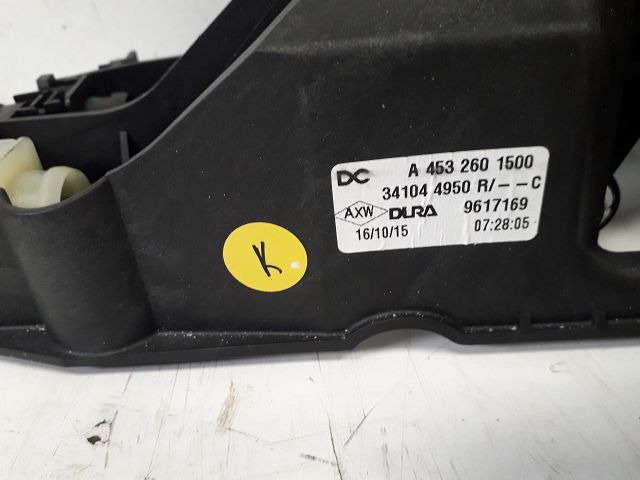 DC A 453 260 1500
34104 4950 R/--C
AXW DURA 9617169
16/10/15 07:28:05
K